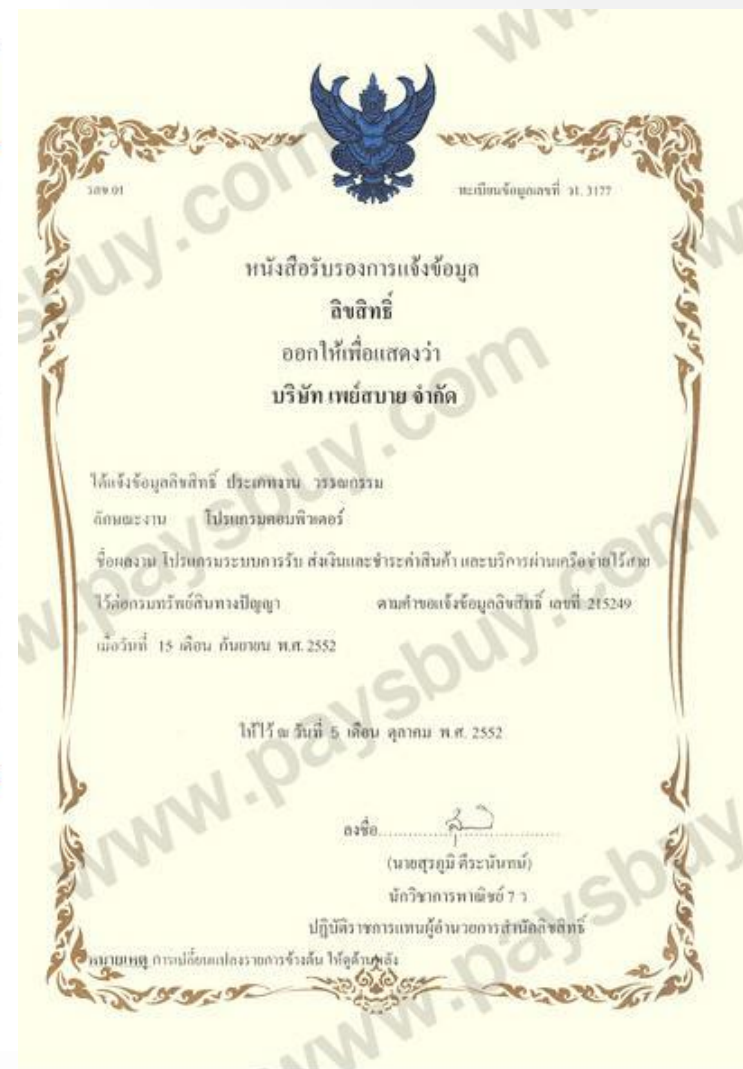 ทะเบียนข้อมูลเลขที่ ว1. 3177
หนังสือรับรองการแจ้งข้อมูล
ลิขสิทธิ์
ออกให้เพื่อแสดงว่า
บริษัท เพย์สบาย จำกัด
ได้แจ้งข้อมูลลิขสิทธิ์ ประเภทงาน วรรณกรรม
ลักษณะงาน โปรแกรมคอมพิวเตอร์
ชื่อผลงาน โปรแกรมระบบการรับ ส่งเงินและชำระค่าสินค้า และบริการผ่านเครือข่ายไร้สาย
ไว้ต่อกรมทรัพย์สินทางปัญญา ตามคำขอแจ้งข้อมูลลิขสิทธิ์ เลขที่ 215249
เมื่อวันที่ 15 เดือน กันยายน พ.ศ. 2552
ให้ไว้ ณ วันที่ 5 เดือน ตุลาคม พ.ศ. 2552
ลงชื่อ
(นายสุรภูมิ ตีระนันทน์)
นักวิชาการพาณิชย์ 7 ว
ปฏิบัติราชการแทนผู้อำนวยการสำนักลิขสิทธิ์
หมายเหตุ การเปลี่ยนแปลงรายการข้างต้น ให้ดูด้านหลัง
www.paysbuy.com